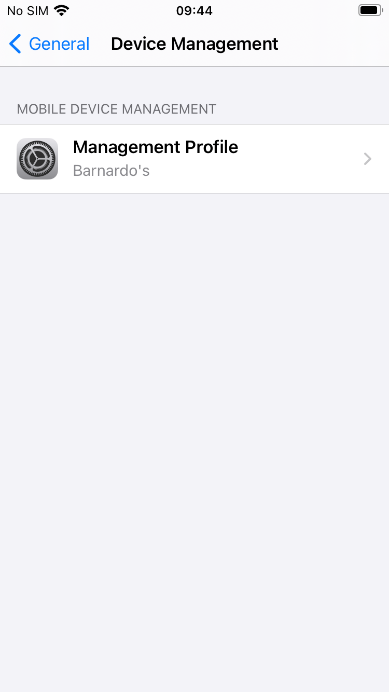 No SIM 09:44
General Device Management
MOBILE DEVICE MANAGEMENT
Management Profile
Barnardo's